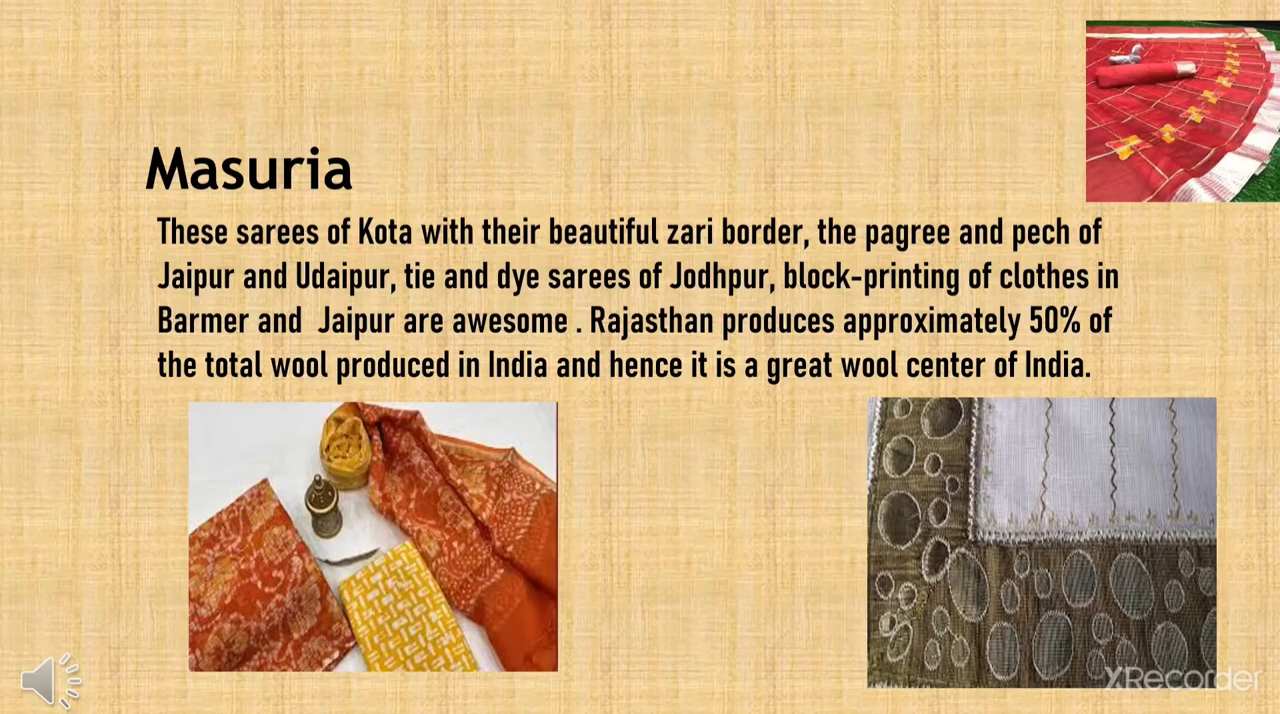 Masuria
These sarees of Kota with their beautiful zari border, the pagree and pech of
Jaipur and Udaipur, tie and dye sarees of Jodhpur, block-printing of clothes in
Barmer and  Jaipur are awesome . Rajasthan produces approximately 50% of
the total wool produced in India and hence it is a great wool center of India.
XRecorder